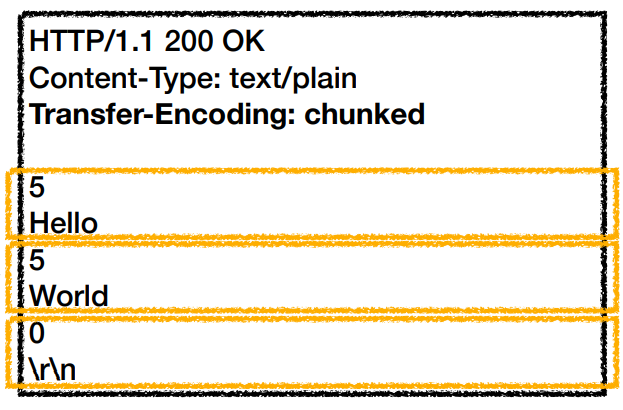 HTTP/1.1 200 OK
Content-Type: text/plain
Transfer-Encoding: chunked
5
Hello
5
World
0
\r\n